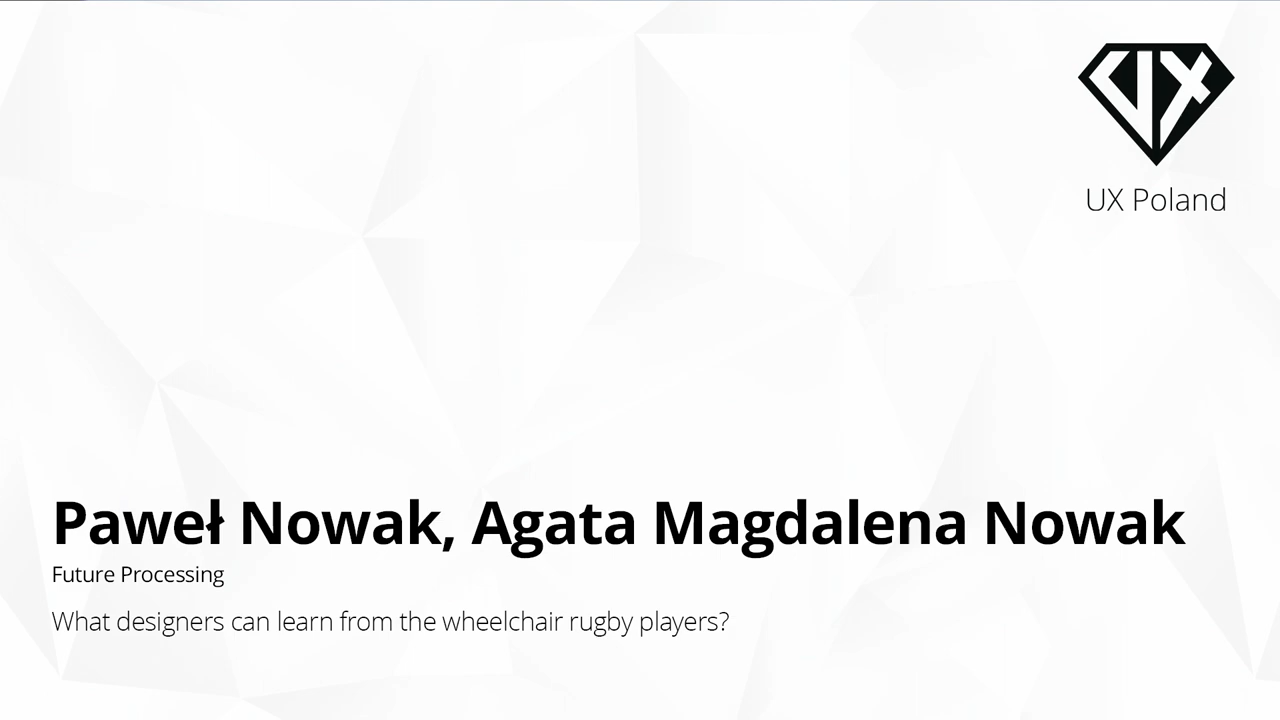 UX
UX Poland
Paweł Nowak, Agata Magdalena Nowak
Future Processing
What designers can learn from the wheelchair rugby players?